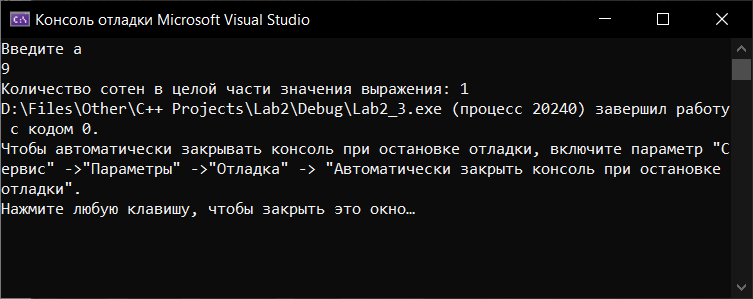 Консоль отладки Microsoft Visual Studio
Введите a
9
Количество сотен в целой части значения выражения: 1
D:\Files\Other\C++ Projects\Lab2\Debug\Lab2_3.exe (процесс 20240) завершил работу
с кодом 0.
Чтобы автоматически закрывать консоль при остановке отладки, включите параметр "С
ервис" ->"Параметры" ->"Отладка" -> "Автоматически закрыть консоль при остановке
отладки".
Нажмите любую клавишу, чтобы закрыть это окно…